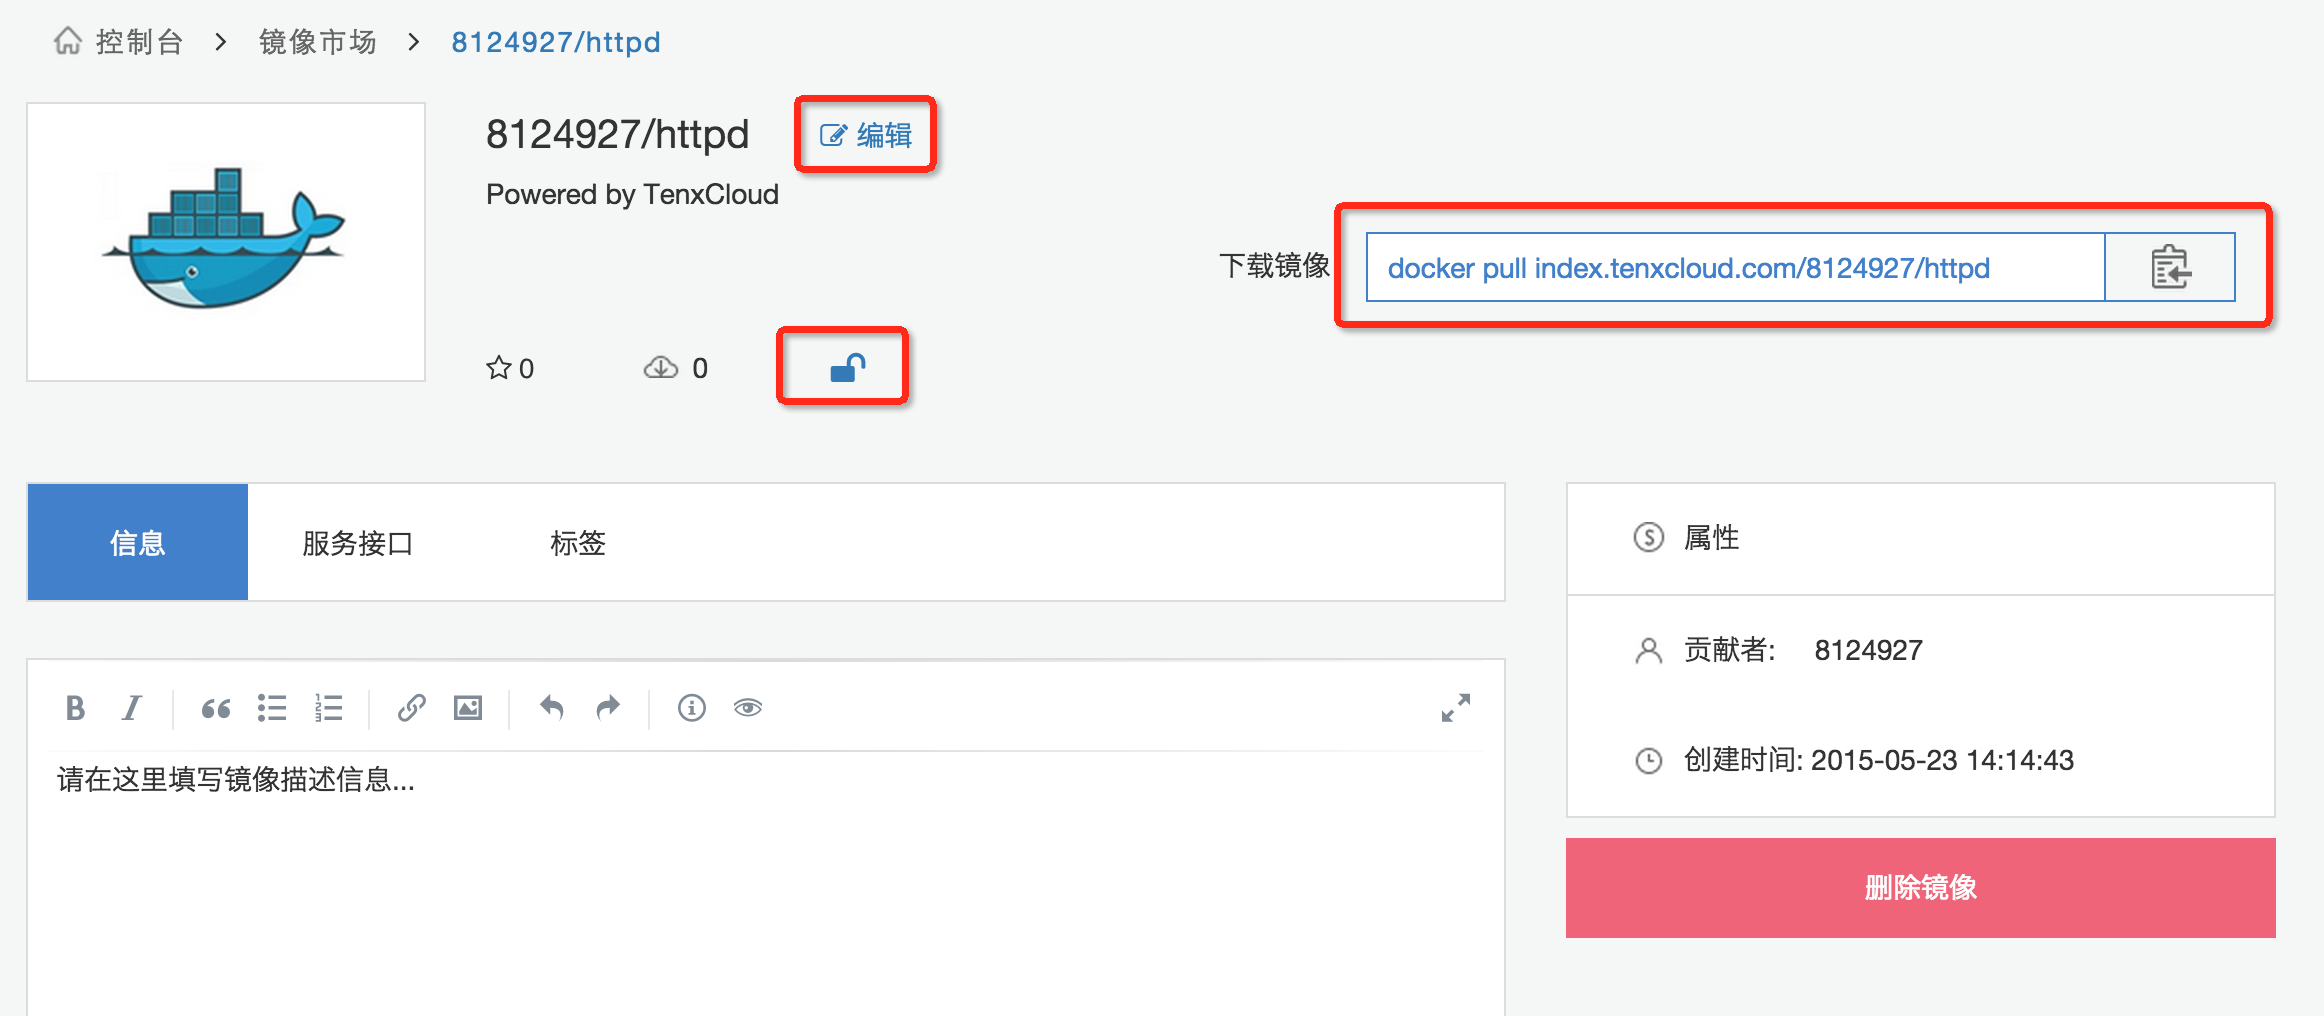 控制台 > 镜像市场 > 8124927/httpd
8124927/httpd 编辑
Powered by TenxCloud
下载镜像 docker pull index.tenxcloud.com/8124927/httpd
0 0
信息 服务接口 标签
请在这里填写镜像描述信息...
属性
贡献者: 8124927
创建时间: 2015-05-23 14:14:43
删除镜像